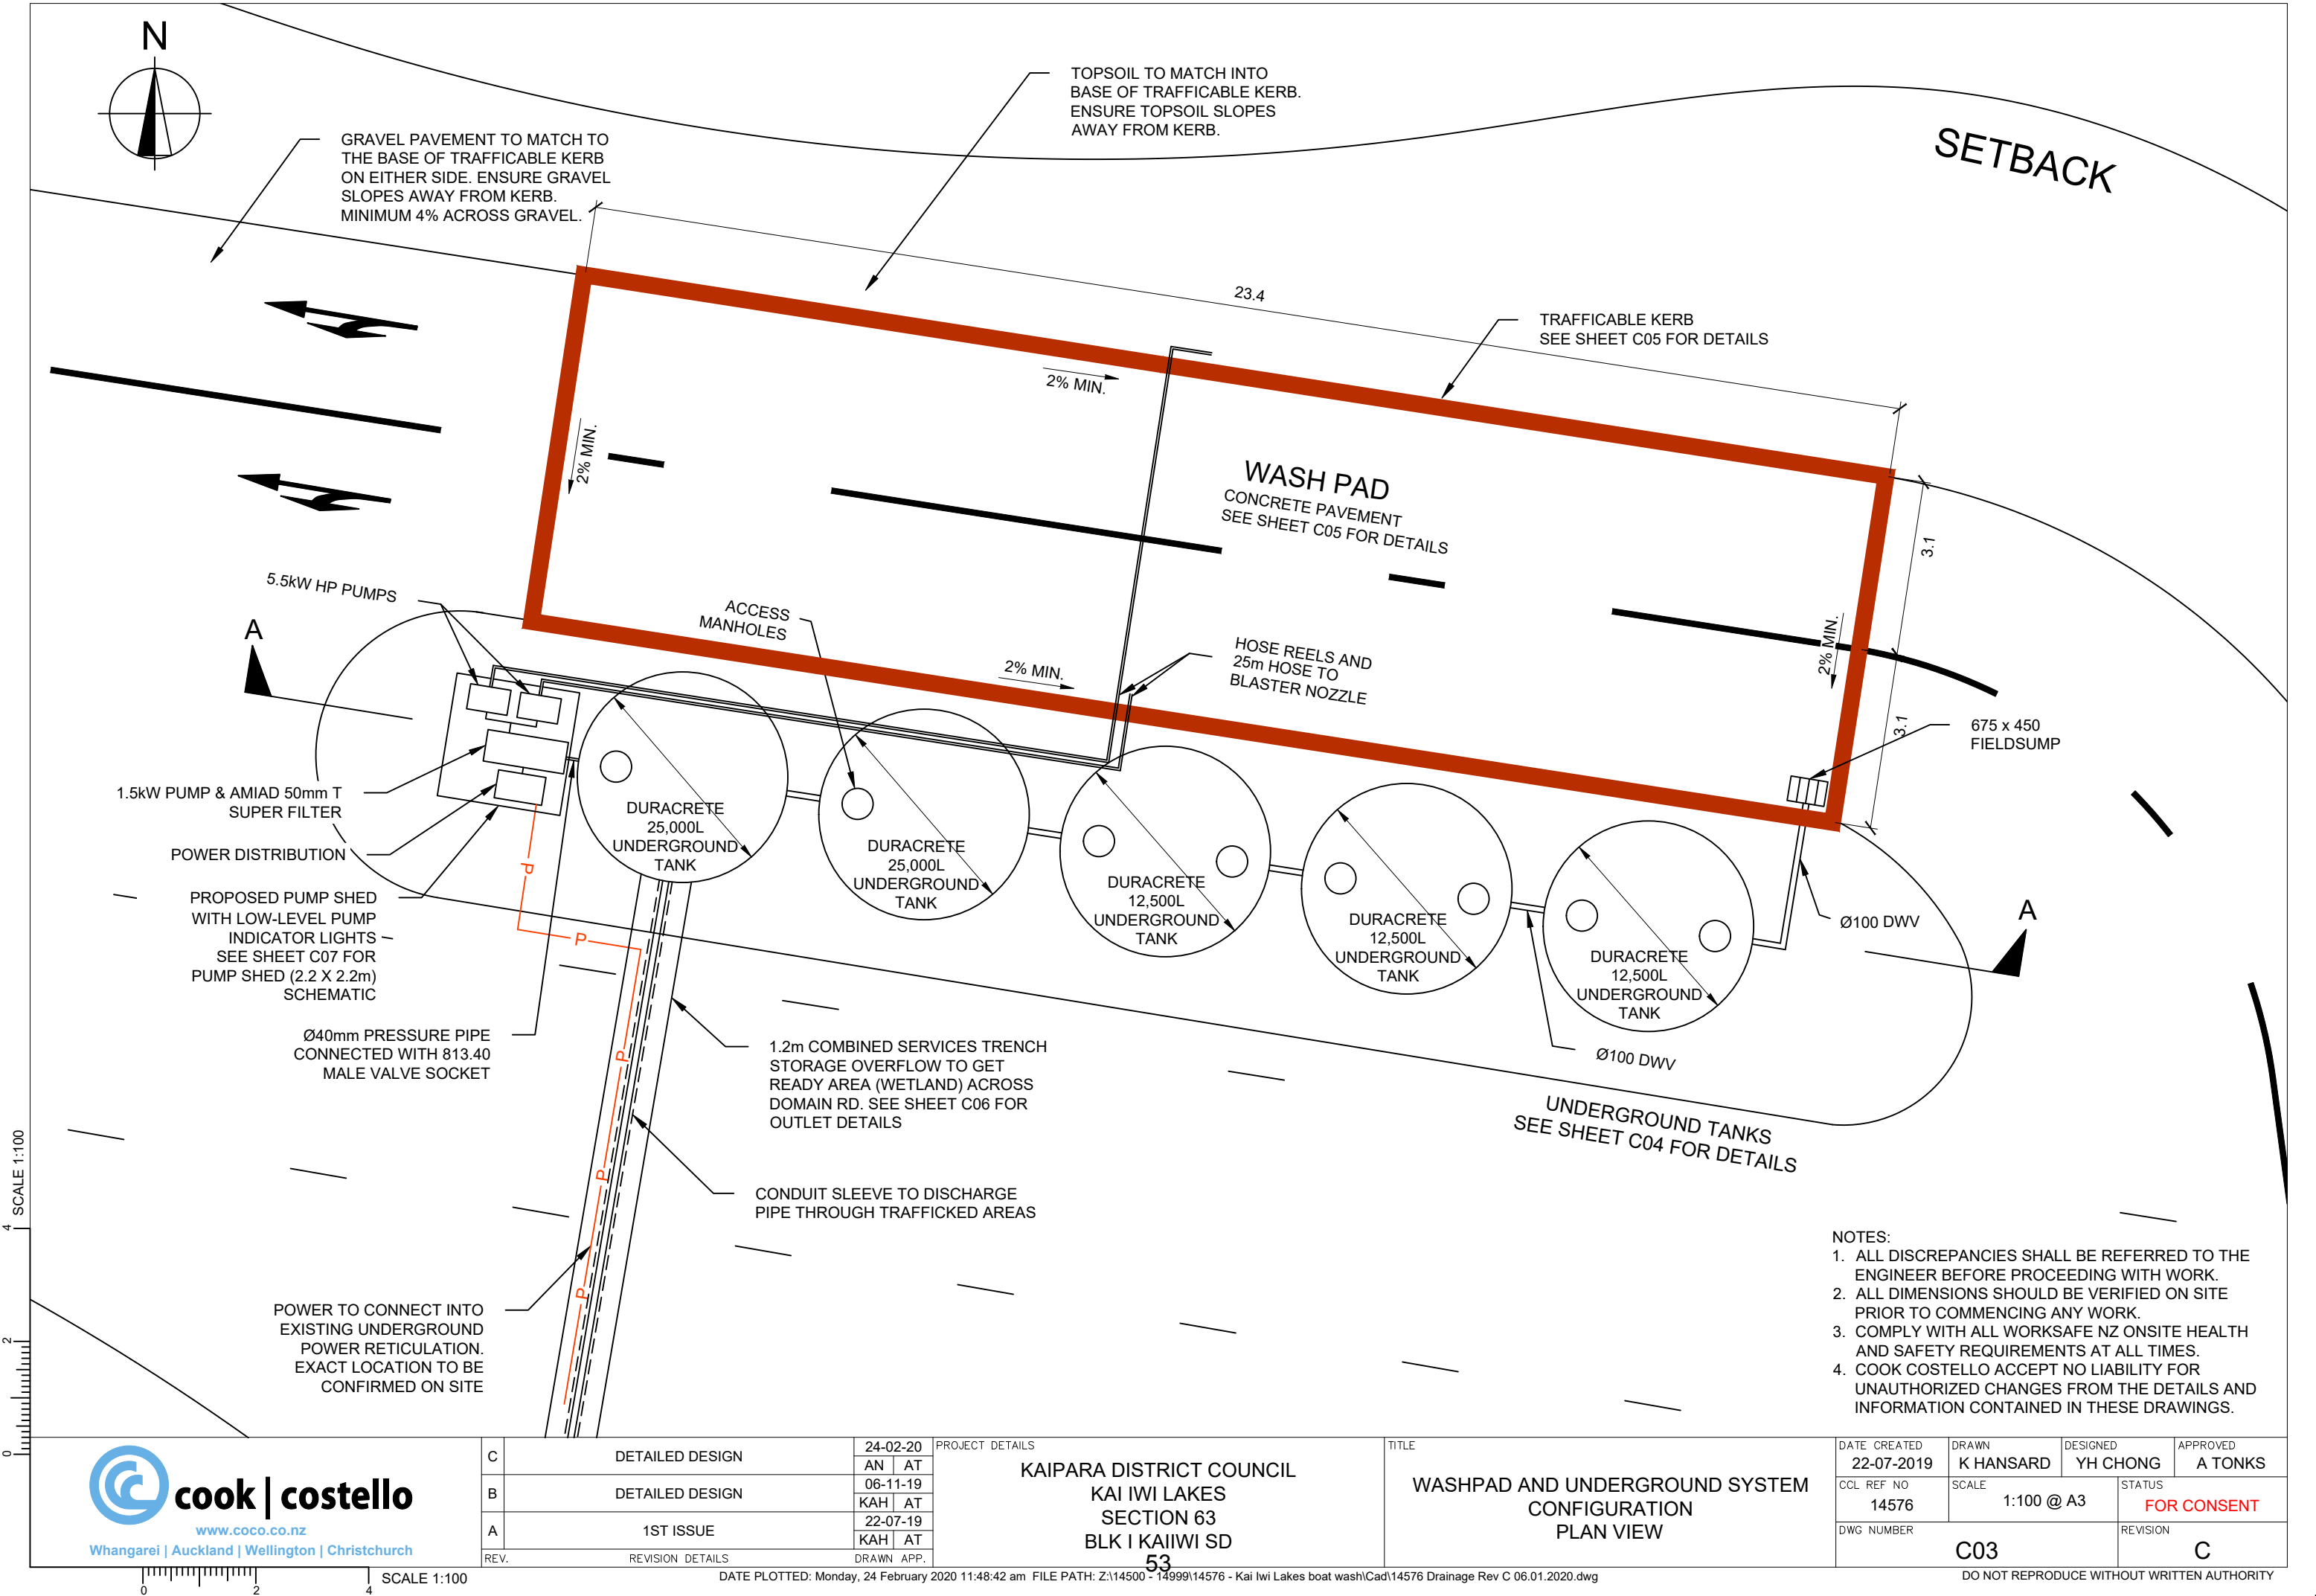 N
GRAVEL PAVEMENT TO MATCH TO
THE BASE OF TRAFFICABLE KERB
ON EITHER SIDE. ENSURE GRAVEL
SLOPES AWAY FROM KERB.
MINIMUM 4% ACROSS GRAVEL.
TOPSOIL TO MATCH INTO
BASE OF TRAFFICABLE KERB.
ENSURE TOPSOIL SLOPES
AWAY FROM KERB.
SETBACK
23.4
TRAFFICABLE KERB
SEE SHEET C05 FOR DETAILS
2% MIN.
2% MIN.
WASH PAD
CONCRETE PAVEMENT
SEE SHEET C05 FOR DETAILS
3.1
5.5kW HP PUMPS
A
ACCESS
MANHOLES
2% MIN.
HOSE REELS AND
25m HOSE TO
BLASTER NOZZLE
2% MIN.
3.1
675 x 450
FIELDSUMP
1.5kW PUMP & AMIAD 50mm T
SUPER FILTER
POWER DISTRIBUTION
PROPOSED PUMP SHED
WITH LOW-LEVEL PUMP
INDICATOR LIGHTS
SEE SHEET C07 FOR
PUMP SHED (2.2 X 2.2m)
SCHEMATIC
Ø40mm PRESSURE PIPE
CONNECTED WITH 813.40
MALE VALVE SOCKET
DURACRETE
25,000L
UNDERGROUND
TANK
DURACRETE
25,000L
UNDERGROUND
TANK
DURACRETE
12,500L
UNDERGROUND
TANK
DURACRETE
12,500L
UNDERGROUND
TANK
DURACRETE
12,500L
UNDERGROUND
TANK
Ø100 DWV
A
Ø100 DWV
P
P
P
P
P
1.2m COMBINED SERVICES TRENCH
STORAGE OVERFLOW TO GET
READY AREA (WETLAND) ACROSS
DOMAIN RD. SEE SHEET C06 FOR
OUTLET DETAILS
UNDERGROUND TANKS
SEE SHEET C04 FOR DETAILS
CONDUIT SLEEVE TO DISCHARGE
PIPE THROUGH TRAFFICKED AREAS
POWER TO CONNECT INTO
EXISTING UNDERGROUND
POWER RETICULATION.
EXACT LOCATION TO BE
CONFIRMED ON SITE
NOTES:
1. ALL DISCREPANCIES SHALL BE REFERRED TO THE
ENGINEER BEFORE PROCEEDING WITH WORK.
2. ALL DIMENSIONS SHOULD BE VERIFIED ON SITE
PRIOR TO COMMENCING ANY WORK.
3. COMPLY WITH ALL WORKSAFE NZ ONSITE HEALTH
AND SAFETY REQUIREMENTS AT ALL TIMES.
4. COOK COSTELLO ACCEPT NO LIABILITY FOR
UNAUTHORIZED CHANGES FROM THE DETAILS AND
INFORMATION CONTAINED IN THESE DRAWINGS.
SCALE 1:100
4
2
0
cook | costello
www.coco.co.nz
Whangarei | Auckland | Wellington | Christchurch
C DETAILED DESIGN 24-02-20
AN AT
B DETAILED DESIGN 06-11-19
KAH AT
A 1ST ISSUE 22-07-19
KAH AT
REV. REVISION DETAILS DRAWN APP.
PROJECT DETAILS
KAIPARA DISTRICT COUNCIL
KAI IWI LAKES
SECTION 63
BLK I KAIIWI SD
53
TITLE
WASHPAD AND UNDERGROUND SYSTEM
CONFIGURATION
PLAN VIEW
DATE CREATED DRAWN DESIGNED APPROVED
22-07-2019 K HANSARD YH CHONG A TONKS
CCL REF NO SCALE STATUS
14576 1:100 @ A3 FOR CONSENT
DWG NUMBER REVISION
C03 C
0 2 4 SCALE 1:100
DATE PLOTTED: Monday, 24 February 2020 11:48:42 am FILE PATH: Z:\14500 - 14999\14576 - Kai Iwi Lakes boat wash\Cad\14576 Drainage Rev C 06.01.2020.dwg
DO NOT REPRODUCE WITHOUT WRITTEN AUTHORITY